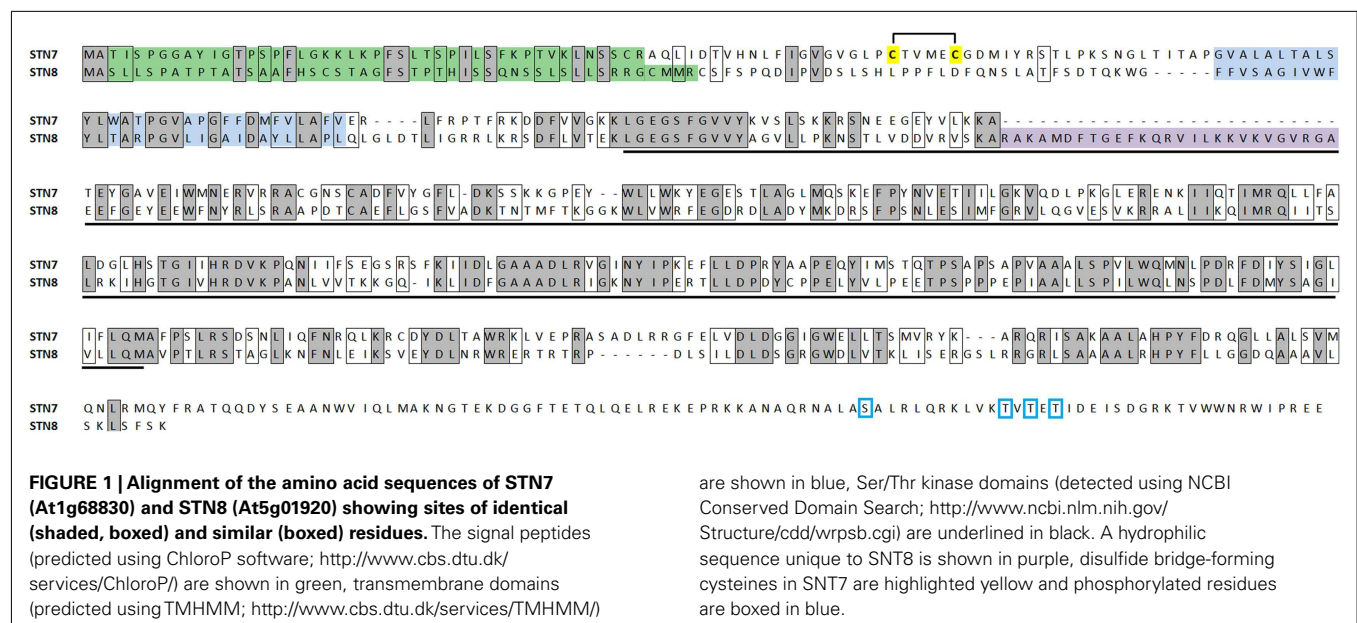 STN7 MATISPGGAYIGTPSPFLGKKLKPFSLTSPILSFKPTVKLNSSCRAQLIDTVHNLFIGVGVGLPCTVMECGDMIYRSTLPKSNGLTITAPGVALALTALS
STN8 MASLLSPATPTATSAAFHSCSTAGFSTPTHISSQNSSLSLLSRRGCMMRCSFSPQDIPVDSLSHLPPFLDFQNSLATFSDTQKWG-----FFVSAGIVWF
STN7 YLWATPGVAPGFFDMFVLAFVER---LFRPTFRKDDFVVGKKLGEGSFGVVYKVSLSKKRSNEEGEYVLKKA----------------------------
STN8 YLTARPGVLIGAIDAYLLAPLQLGLDTLIGRRLKRSDFLVTEKLGEGSFGVVYAGVLLPKNSTLVDDVRVSKARAKAMDFTGEFKQRVILKKVKVGVRGA
STN7 TEYGAVEIWMNERVRRACGNSCADFVYGFL-DKSSKKGPEY--WLLWKYEGESTLAGLMQSKEFPYNVETIILGKVQDLPKGLERENKIIQTIMRQLLFA
STN8 EEFGEYEEWFNYRLSRAAPDTCAEFLGSFVADKTNTMFTKGGKWLVWRFEGDRDLADYMKDRSFPSNLESIMFGRVLQGVESVKRRALIIKQIMRQIITS
STN7 LDGLHSTGIIHRDVKPQNIIFSEGSRSFKIIDLGAAADLRVGINYIPKEFLLDPRYAAPEQYIMSTQTPSAPSAPVAAALSPVLWQMNLPDRFDIYSIGL
STN8 LRKIHGTGIVHRDVKPANLVVTKKGQ-IKLIDFGAAADLRIGKNYIPERTLLDPDYCPPELYVLPEETPSPPPEPIAALLSPILWQLNSPDLFDMYSAGI
STN7 IFLQMAFPSLRSDSNLIQFNRQLKRCDYDLTAWRKLVEPRASADLRRGFELVDLDGGIGWELLTSMVRYK---ARQRISAKAALAHPYFDRQGLLALSVM
STN8 VLLQMAVPTLRSTAGLKNFNLEIKSVEYDLNRWRERTRTRP------DLSILDLDSGRGWDLVTKLISERGSLRRGRLSAAAALRHPYFLLGGDQAAAVL
STN7 QNLRMQYFRATQQDYSEAANWVIQLMAKNGTEKDGGFTETQLQELREKEPRKKANAQRNALASALRLQRKLVKTVTETIDEISDGRKTVWWNRWIPREE
STN8 SKLSFSK
FIGURE 1 | Alignment of the amino acid sequences of STN7
(At1g68830) and STN8 (At5g01920) showing sites of identical
(shaded, boxed) and similar (boxed) residues. The signal peptides
(predicted using ChloroP software; http://www.cbs.dtu.dk/
services/ChloroP/) are shown in green, transmembrane domains
(predicted using TMHMM; http://www.cbs.dtu.dk/services/TMHMM/)
are shown in blue, Ser/Thr kinase domains (detected using NCBI
Conserved Domain Search; http://www.ncbi.nlm.nih.gov/
Structure/cdd/wrpsb.cgi) are underlined in black. A hydrophilic
sequence unique to SNT8 is shown in purple, disulfide bridge-forming
cysteines in SNT7 are highlighted yellow and phosphorylated residues
are boxed in blue.